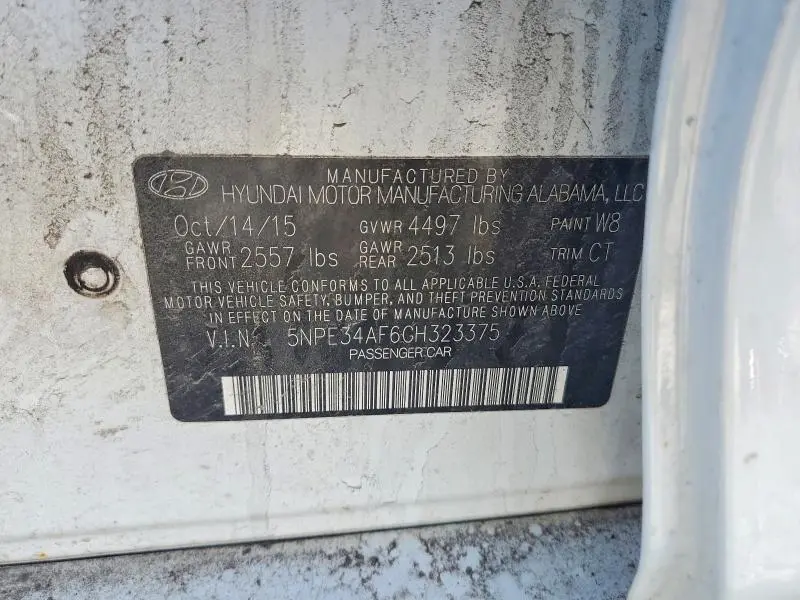 MANUFACTURED BY
HYUNDAI MOTOR MANUFACTURING ALABAMA, LLC
Oct/14/15 GVWR 4497 lbs PAINT W8
GAWR FRONT 2557 lbs GAWR REAR 2513 lbs TRIM CT
THIS VEHICLE CONFORMS TO ALL APPLICABLE U.S.A. FEDERAL
MOTOR VEHICLE SAFETY, BUMPER, AND THEFT PREVENTION STANDARDS
IN EFFECT ON THE DATE OF MANUFACTURE SHOWN ABOVE.
V.I.N : 5NPE34AF6GH323375
PASSENGER CAR